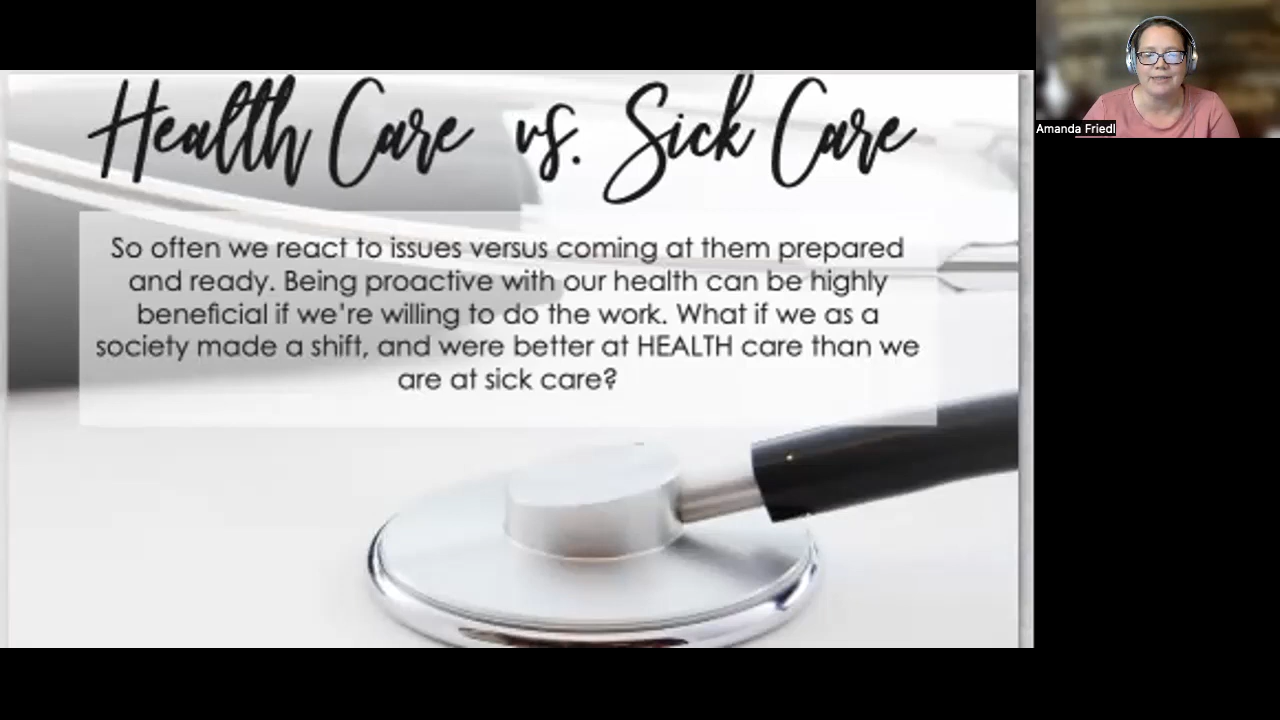 Health Care vs. Sick Care
So often we react to issues versus coming at them prepared
and ready. Being proactive with our health can be highly
beneficial if we're willing to do the work. What if we as a
society made a shift, and were better at HEALTH care than we
are at sick care?
Amanda Friedl